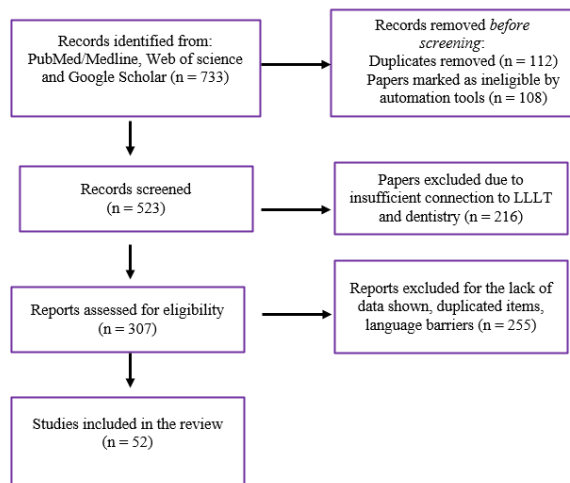 Records identified from:
PubMed/Medline, Web of science
and Google Scholar (n = 733)
Records removed before
screening:
Duplicates removed (n = 112)
Papers marked as ineligible by
automation tools (n = 108)
Records screened
(n = 523)
Papers excluded due to
insufficient connection to LLLT
and dentistry (n = 216)
Reports assessed for eligibility
(n = 307)
Reports excluded for the lack of
data shown, duplicated items,
language barriers (n = 255)
Studies included in the review
(n = 52)